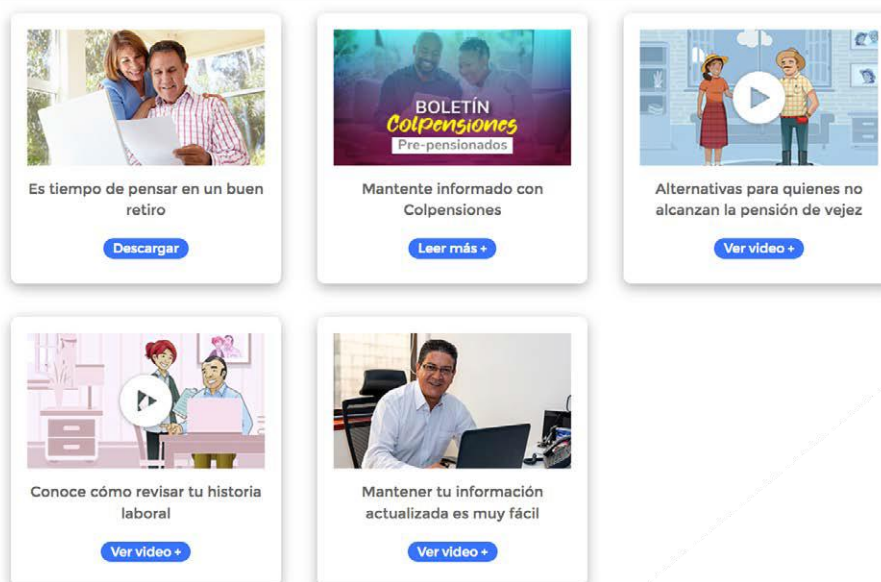 Es tiempo de pensar en un buen
retiro
Descargar
BOLETÍN
Colpensiones
Pre-pensionados
Mantente informado con
Colpensiones
Leer más +
Alternativas para quienes no
alcanzan la pensión de vejez
Ver video +
Conoce cómo revisar tu historia
laboral
Ver video +
Mantener tu información
actualizada es muy fácil
Ver video +